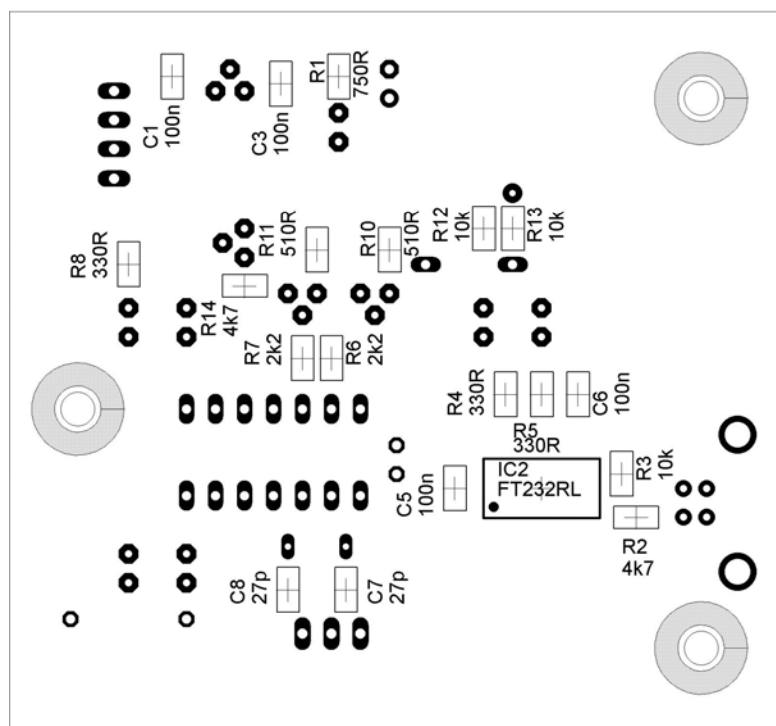 C1
100n
C3
100n
R1
750R
R8
330R
R11
510R
R10
510R
R12
10k
R13
10k
R14
4k7
R7
2k2
R6
2k2
R4
330R
R5
330R
C6
100n
IC2
FT232RL
C5
100n
R3
10k
R2
4k7
C8
27p
C7
27p